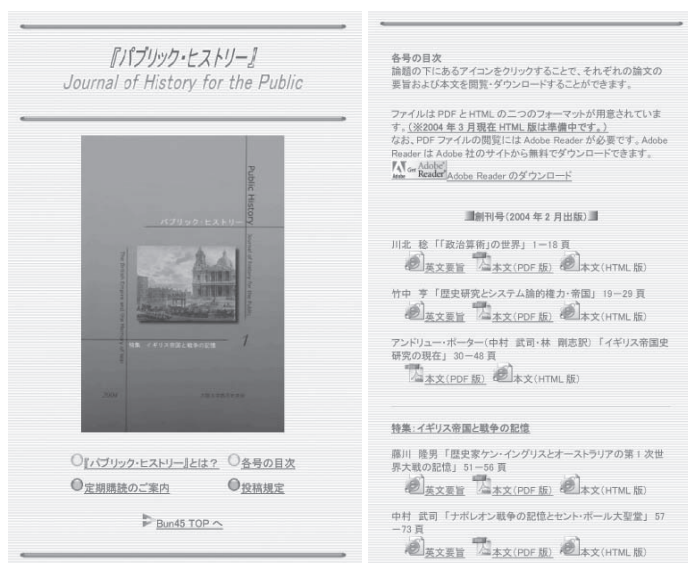 『パブリック・ヒストリー』
Journal of History for the Public
Public History
Journal of History for the Public
パブリック・ヒストリー
The British Empire and the Memory of War
特集：イギリス帝国と戦争の記憶
1
2004
『パブリック・ヒストリー』とは？
各号の目次
定期購読のご案内
投稿規定
Bun45 TOP へ
各号の目次
論題の下にあるアイコンをクリックすることで、それぞれの論文の
要旨および本文を閲覧・ダウンロードすることができます。
ファイルは PDF と HTML の二つのフォーマットが用意されていま
す。(※2004 年 3 月現在 HTML 版は準備中です。)
なお、PDF ファイルの閲覧には Adobe Reader が必要です。Adobe
Reader は Adobe 社のサイトから無料でダウンロードできます。
Adobe Get Adobe Reader Adobe Reader のダウンロード
創刊号(2004 年 2 月出版)
川北 稔 「「政治算術」の世界」 1－18 頁
英文要旨 本文(PDF 版) 本文(HTML 版)
竹中 亨 「歴史研究とシステム論的権力・帝国」 19－29 頁
英文要旨 本文(PDF 版) 本文(HTML 版)
アンドリュー・ポーター(中村 武司・林 剛志訳) 「イギリス帝国史
研究の現在」 30－48 頁
本文(PDF 版) 本文(HTML 版)
特集：イギリス帝国と戦争の記憶
藤川 隆男 「歴史家ケン・イングリスとオーストラリアの第 1 次世
界大戦の記憶」 51－56 頁
英文要旨 本文(PDF 版) 本文(HTML 版)
中村 武司 「ナポレオン戦争の記憶とセント・ポール大聖堂」 57
－73 頁
英文要旨 本文(PDF 版) 本文(HTML 版)